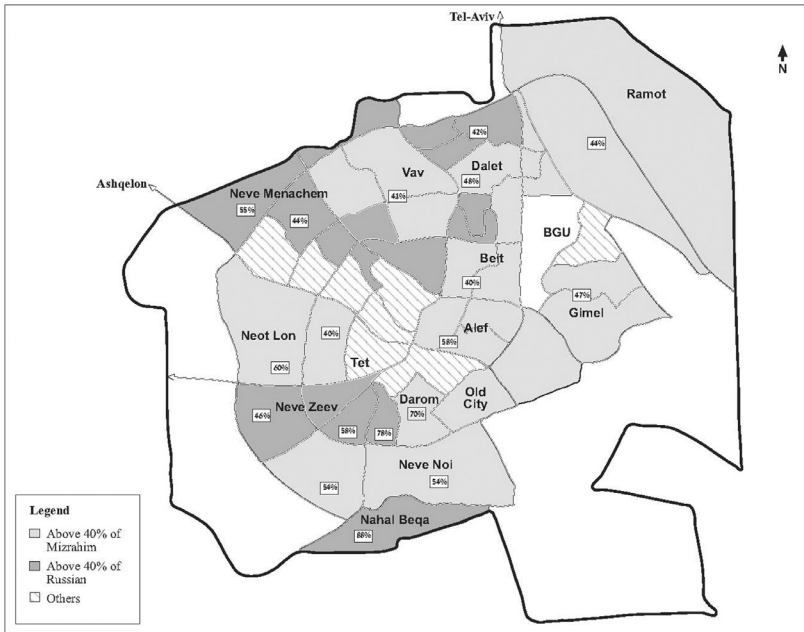 Tel-Aviv
N
Ramot
42%
44%
Vav
Dalet
48%
Ashqelon
Neve Menachem
41%
55%
44%
BGU
Beit
40%
47%
Gimel
Neot Lon
40%
Alef
58%
Tet
60%
Old
City
Darom
Neve Zeev
46%
70%
58%
78%
Neve Noi
54%
54%
Nahal Beqa
88%
Legend
Above 40% of
Mizrahim
Above 40% of
Russian
Others